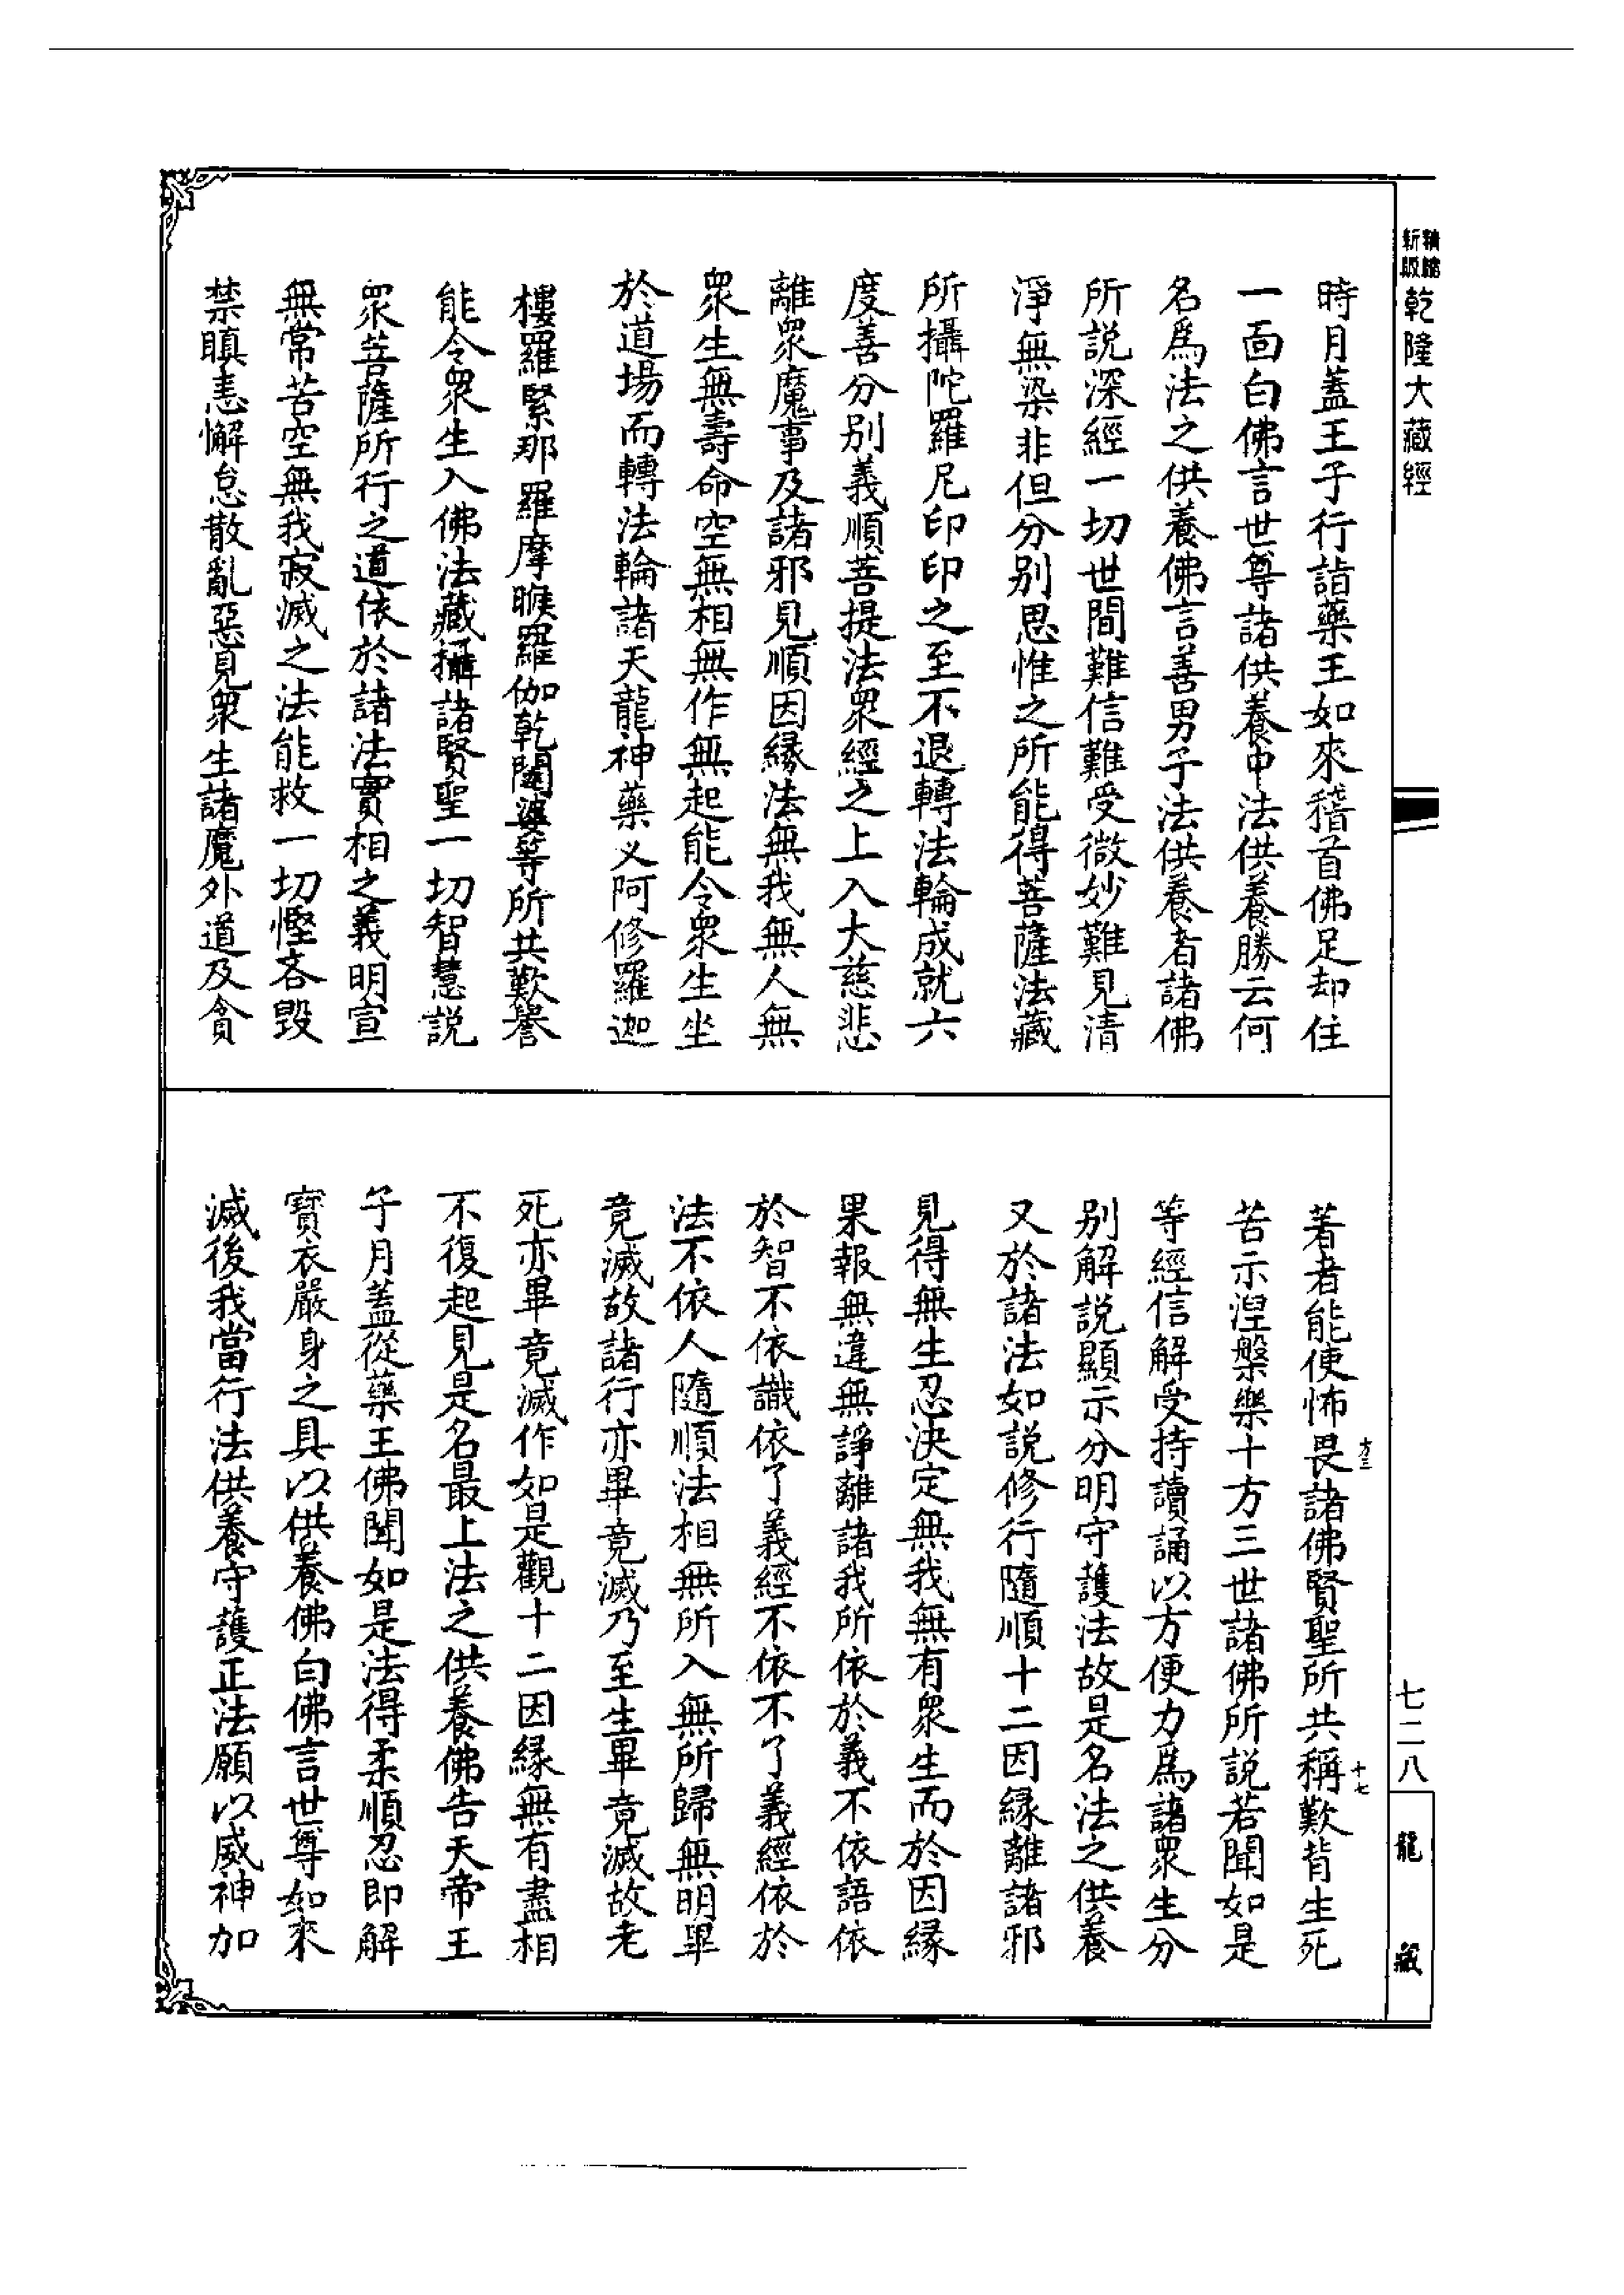 新版精縮
乾隆大藏經
時月蓋王子行詣藥王如來稽首佛足却住
一面白佛言世尊諸供養中法供養勝云何
名爲法之供養佛言善男子法供養者諸佛
所說深經一切世間難信難受微妙難見清
淨無染非但分別思惟之所能得菩薩法藏
所攝陀羅尼印印之至不退轉法輪成就六
度善分別義順菩提法眾經之上入大慈悲
離眾魔事及諸邪見順因緣法無我無人無
眾生無壽命空無相無作無起能令眾生坐
於道場而轉法輪諸天龍神藥叉阿修羅迦
樓羅緊那羅摩睺羅伽乾闥婆等所共歎譽
能令眾生入佛法藏攝諸賢聖一切智慧說
眾菩薩所行之道依於諸法實相之義明宣
無常苦空無我寂滅之法能救一切慳吝毀
禁瞋恚懈怠散亂惡見眾生諸魔外道及貪
著者能使怖畏諸佛賢聖所共稱歎背生死
苦示涅槃樂十方三世諸佛所說若聞如是
等經信解受持讀誦以方便力爲諸眾生分
別解說顯示分明守護法故是名法之供養
又於諸法如說修行隨順十二因緣離諸邪
見得無生忍決定無我無有眾生而於因緣
果報無違無諍離諸我所依於義不依語依
於智不依識依了義經不依不了義經依於
法不依人隨順法相無所入無所歸無明畢
竟滅故諸行亦畢竟滅乃至生畢竟滅故老
死亦畢竟滅作如是觀十二因緣無有盡相
不復起見是名最上法之供養佛告天帝王
子月蓋從藥王佛聞如是法得柔順忍即解
寶衣嚴身之具以供養佛白佛言世尊如來
滅後我當行法供養守護正法願以威神加
方三
十七
七二八
龍藏